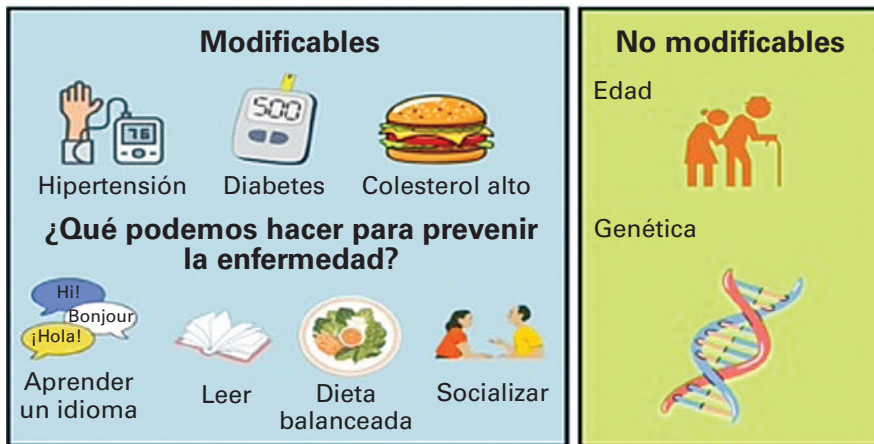 Modificables
76
500
Hipertensión
Diabetes
Colesterol alto
¿Qué podemos hacer para prevenir
la enfermedad?
Hi!
Bonjour
¡Hola!
Aprender
un idioma
Leer
Dieta
balanceada
Socializar
No modificables
Edad
Genética